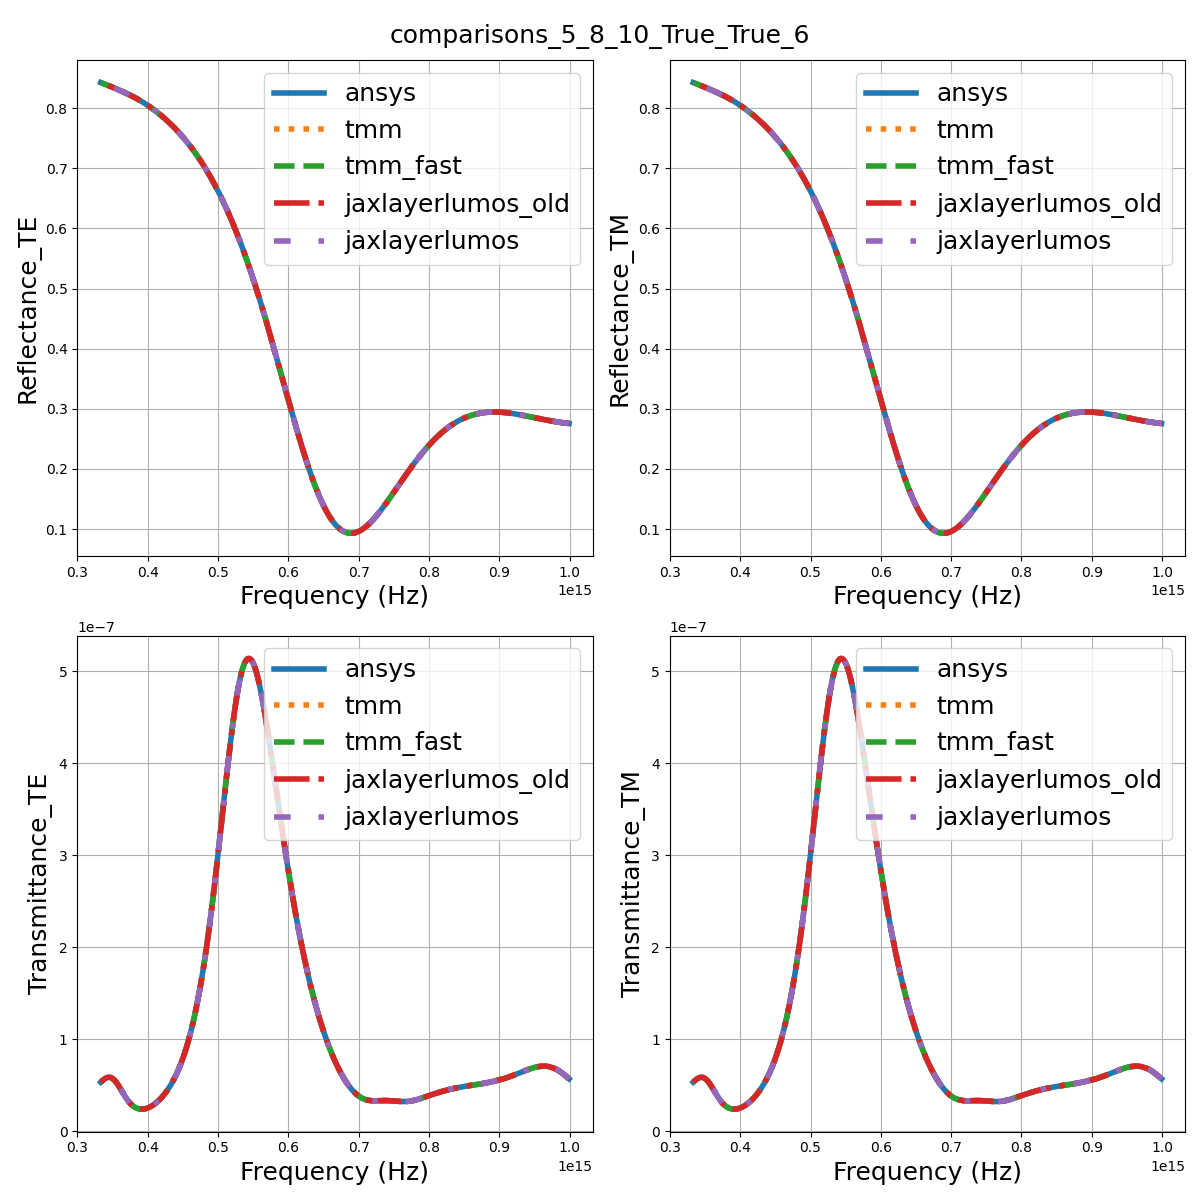 comparisons_5_8_10_True_True_6
Reflectance_TE
0.8
0.7
0.6
0.5
0.4
0.3
0.2
0.1
ansys
tmm
tmm_fast
jaxlayerlumos_old
jaxlayerlumos
0.3 0.4 0.5 0.6 0.7 0.8 0.9 1.0
1e15
Frequency (Hz)
Reflectance_TM
0.8
0.7
0.6
0.5
0.4
0.3
0.2
0.1
ansys
tmm
tmm_fast
jaxlayerlumos_old
jaxlayerlumos
0.3 0.4 0.5 0.6 0.7 0.8 0.9 1.0
1e15
Frequency (Hz)
1e−7
Transmittance_TE
5
4
3
2
1
0
ansys
tmm
tmm_fast
jaxlayerlumos_old
jaxlayerlumos
0.3 0.4 0.5 0.6 0.7 0.8 0.9 1.0
1e15
Frequency (Hz)
1e−7
Transmittance_TM
5
4
3
2
1
0
ansys
tmm
tmm_fast
jaxlayerlumos_old
jaxlayerlumos
0.3 0.4 0.5 0.6 0.7 0.8 0.9 1.0
1e15
Frequency (Hz)